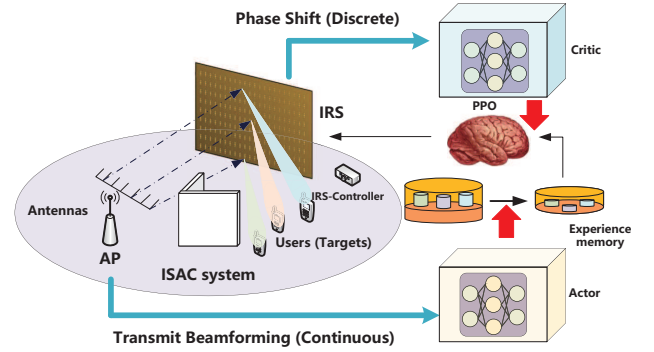 Phase Shift (Discrete)
Critic
PPO
IRS
IRS-Controller
Antennas
AP
Users (Targets)
ISAC system
Experience
memory
Actor
Transmit Beamforming (Continuous)